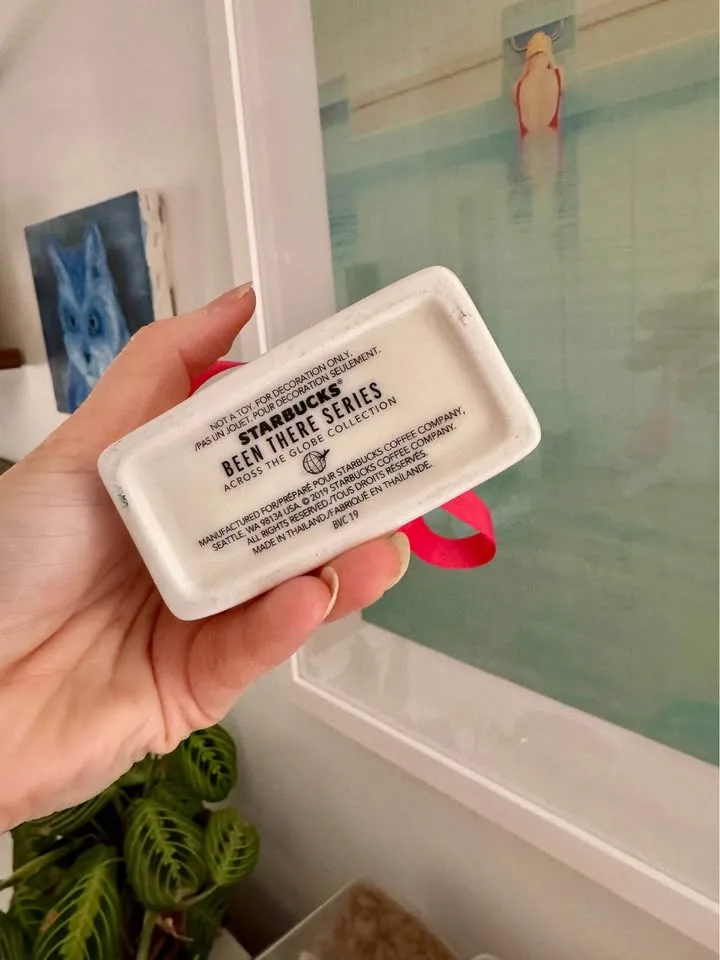 NOT A TOY. FOR DECORATION ONLY.
/PAS UN JOUET. POUR DECORATION SEULEMENT.
STARBUCKS®
BEEN THERE SERIES
ACROSS THE GLOBE COLLECTION
MANUFACTURED FOR/PRÉPARÉ POUR STARBUCKS COFFEE COMPANY,
SEATTLE, WA 98134 USA. © 2019 STARBUCKS COFFEE COMPANY.
ALL RIGHTS RESERVED./TOUS DROITS RÉSERVÉS.
MADE IN THAILAND/FABRIQUÉ EN THAÏLANDE.
BVC 19